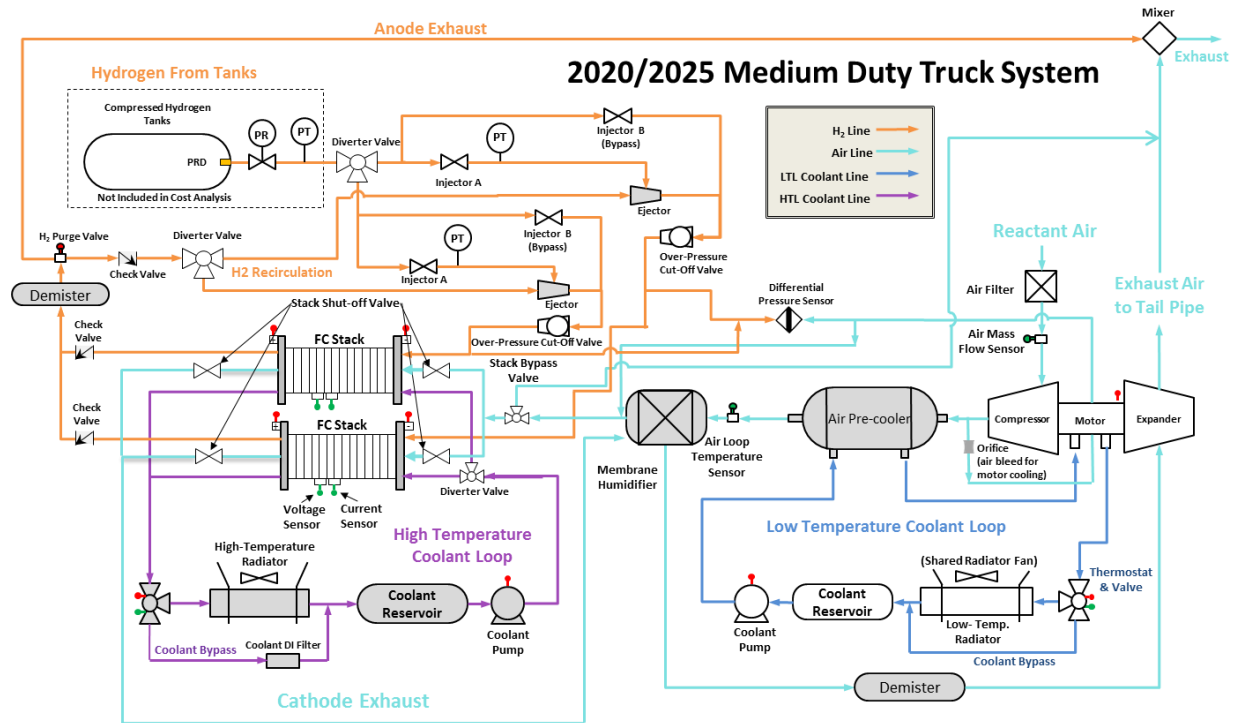 Mixer
Anode Exhaust
Exhaust
Hydrogen From Tanks
2020/2025 Medium Duty Truck System
Compressed Hydrogen
Tanks
PR
PT
PRD
Not Included in Cost Analysis
Diverter Valve
Injector B
(Bypass)
PT
Injector A
Ejector
H₂ Line
Air Line
LTL Coolant Line
HTL Coolant Line
H₂ Purge Valve
Diverter Valve
Check Valve
H2 Recirculation
PT
Injector B
(Bypass)
Injector A
Ejector
Over-Pressure
Cut-Off Valve
Reactant Air
Air Filter
Demister
Stack Shut-off Valve
Over-Pressure Cut-Off Valve
Differential
Pressure Sensor
Exhaust Air
to Tail Pipe
Air Mass
Flow Sensor
Check
Valve
FC Stack
Stack Bypass
Valve
Check
Valve
FC Stack
Air Pre-cooler
Compressor
Motor
Expander
Air Loop
Temperature
Sensor
Orifice
(air bleed for
motor cooling)
Membrane
Humidifier
Diverter Valve
Voltage
Sensor
Current
Sensor
High Temperature
Coolant Loop
Low Temperature Coolant Loop
High-Temperature
Radiator
(Shared Radiator Fan)
Thermostat
& Valve
Coolant
Reservoir
Coolant
Pump
Coolant
Reservoir
Coolant
Pump
Low- Temp.
Radiator
Coolant Bypass
Coolant DI Filter
Coolant Bypass
Cathode Exhaust
Demister